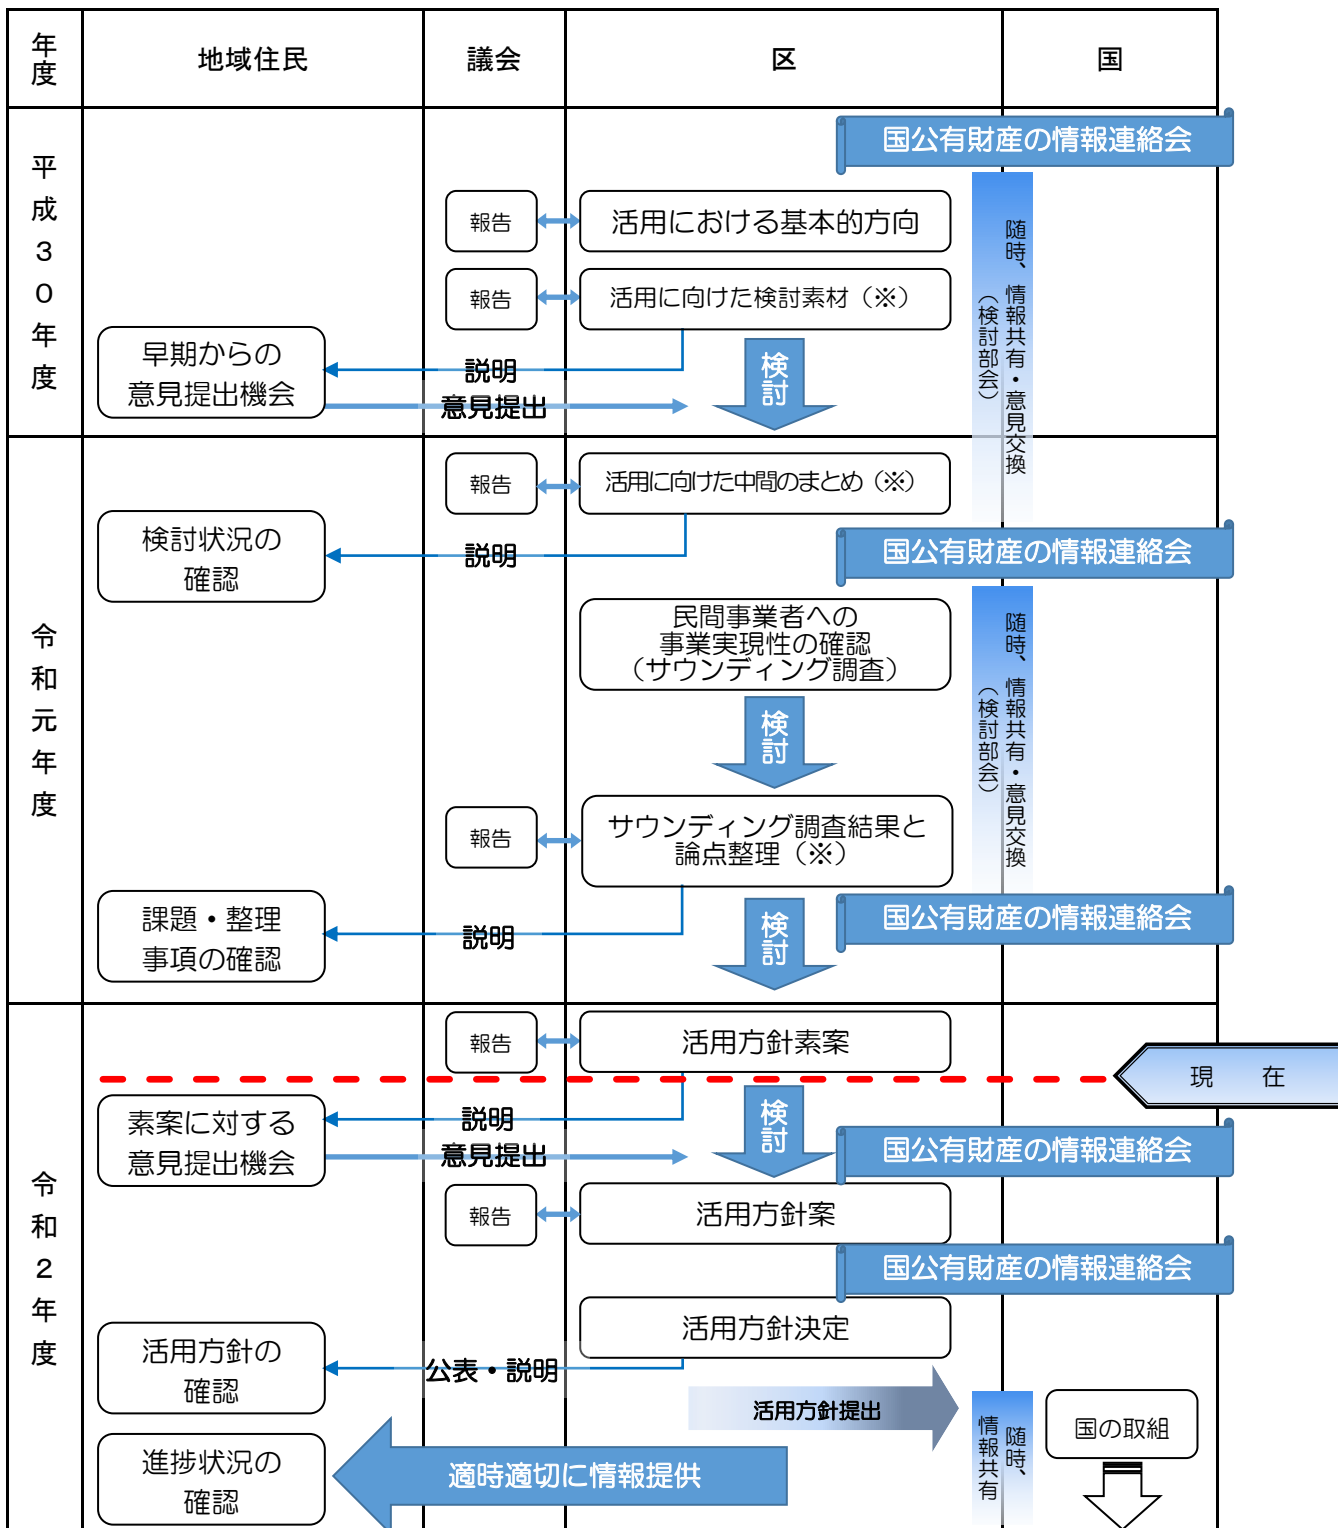 年度
地域住民
議会
区
国
平成３０年度
国公有財産の情報連絡会
報告
活用における基本的方向
報告
活用に向けた検討素材（※）
随時、情報共有・意見交換
（検討部会）
早期からの
意見提出機会
説明
意見提出
検討
令和元年度
報告
活用に向けた中間のまとめ（※）
検討状況の
確認
説明
国公有財産の情報連絡会
民間事業者への
事業実現性の確認
（サウンディング調査）
随時、情報共有・意見交換
（検討部会）
検討
報告
サウンディング調査結果と
論点整理（※）
課題・整理
事項の確認
説明
検討
国公有財産の情報連絡会
令和２年度
報告
活用方針素案
現　在
素案に対する
意見提出機会
説明
意見提出
検討
国公有財産の情報連絡会
報告
活用方針案
国公有財産の情報連絡会
活用方針決定
活用方針の
確認
公表・説明
活用方針提出
随時、
情報共有
国の取組
進捗状況の
確認
適時適切に情報提供